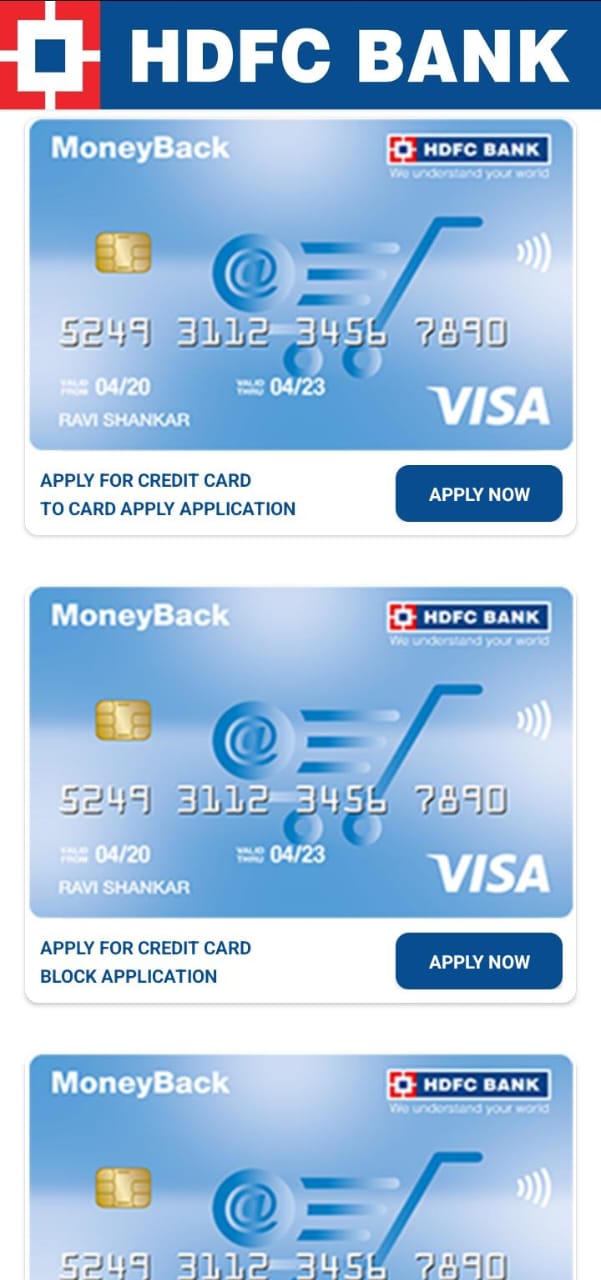 HDFC BANK
MoneyBack
HDFC BANK
We understand your world
@
5249 3112 3456 7890
VALID FROM 04/20 VALID THRU 04/23
RAVI SHANKAR
VISA
APPLY FOR CREDIT CARD
TO CARD APPLY APPLICATION
APPLY NOW
MoneyBack
HDFC BANK
We understand your world
@
5249 3112 3456 7890
VALID FROM 04/20 VALID THRU 04/23
RAVI SHANKAR
VISA
APPLY FOR CREDIT CARD
BLOCK APPLICATION
APPLY NOW
MoneyBack
HDFC BANK
We understand your world
@
5249 3112 3456 7890